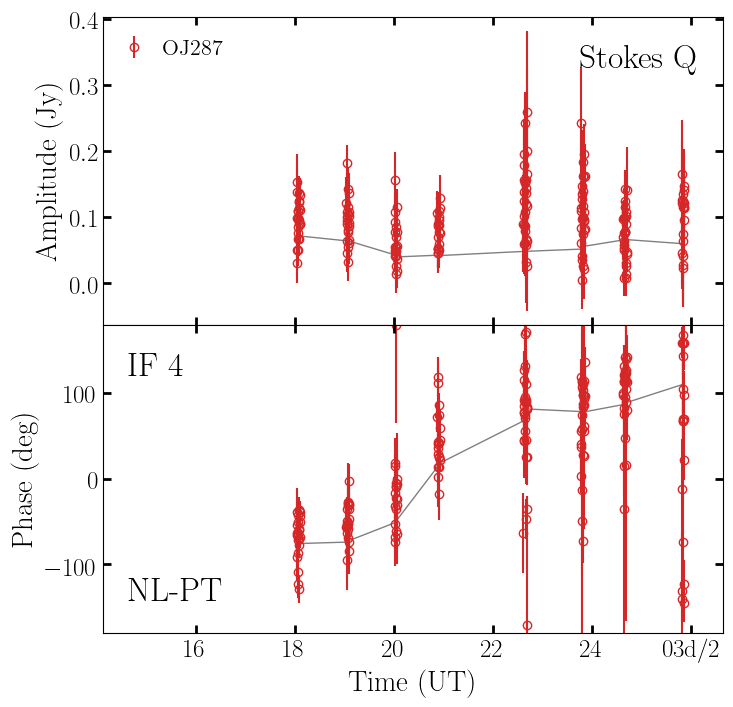 0.4
OJ287
Stokes Q
0.3
0.2
0.1
0.0
Amplitude (Jy)
IF 4
100
0
−100
Phase (deg)
NL-PT
16 18 20 22 24 03d/2
Time (UT)